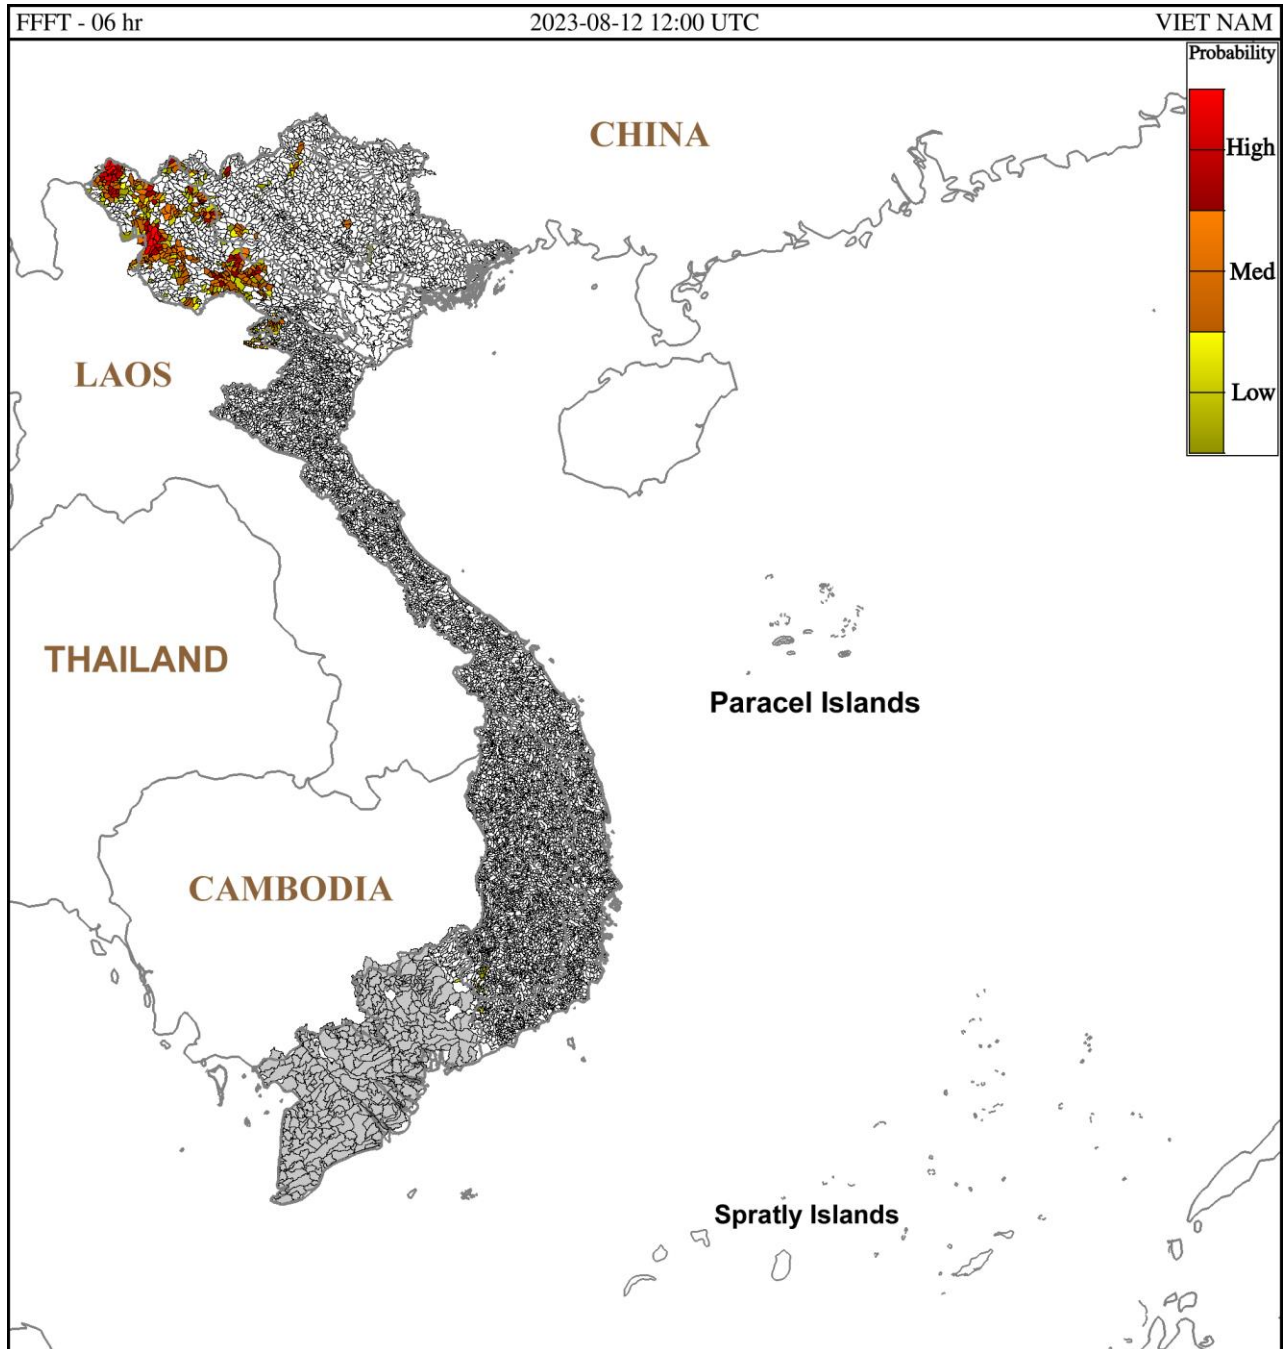 FFFT - 06 hr
2023-08-12 12:00 UTC
VIET NAM
Probability
High
Med
Low
CHINA
LAOS
THAILAND
Paracel Islands
CAMBODIA
Spratly Islands